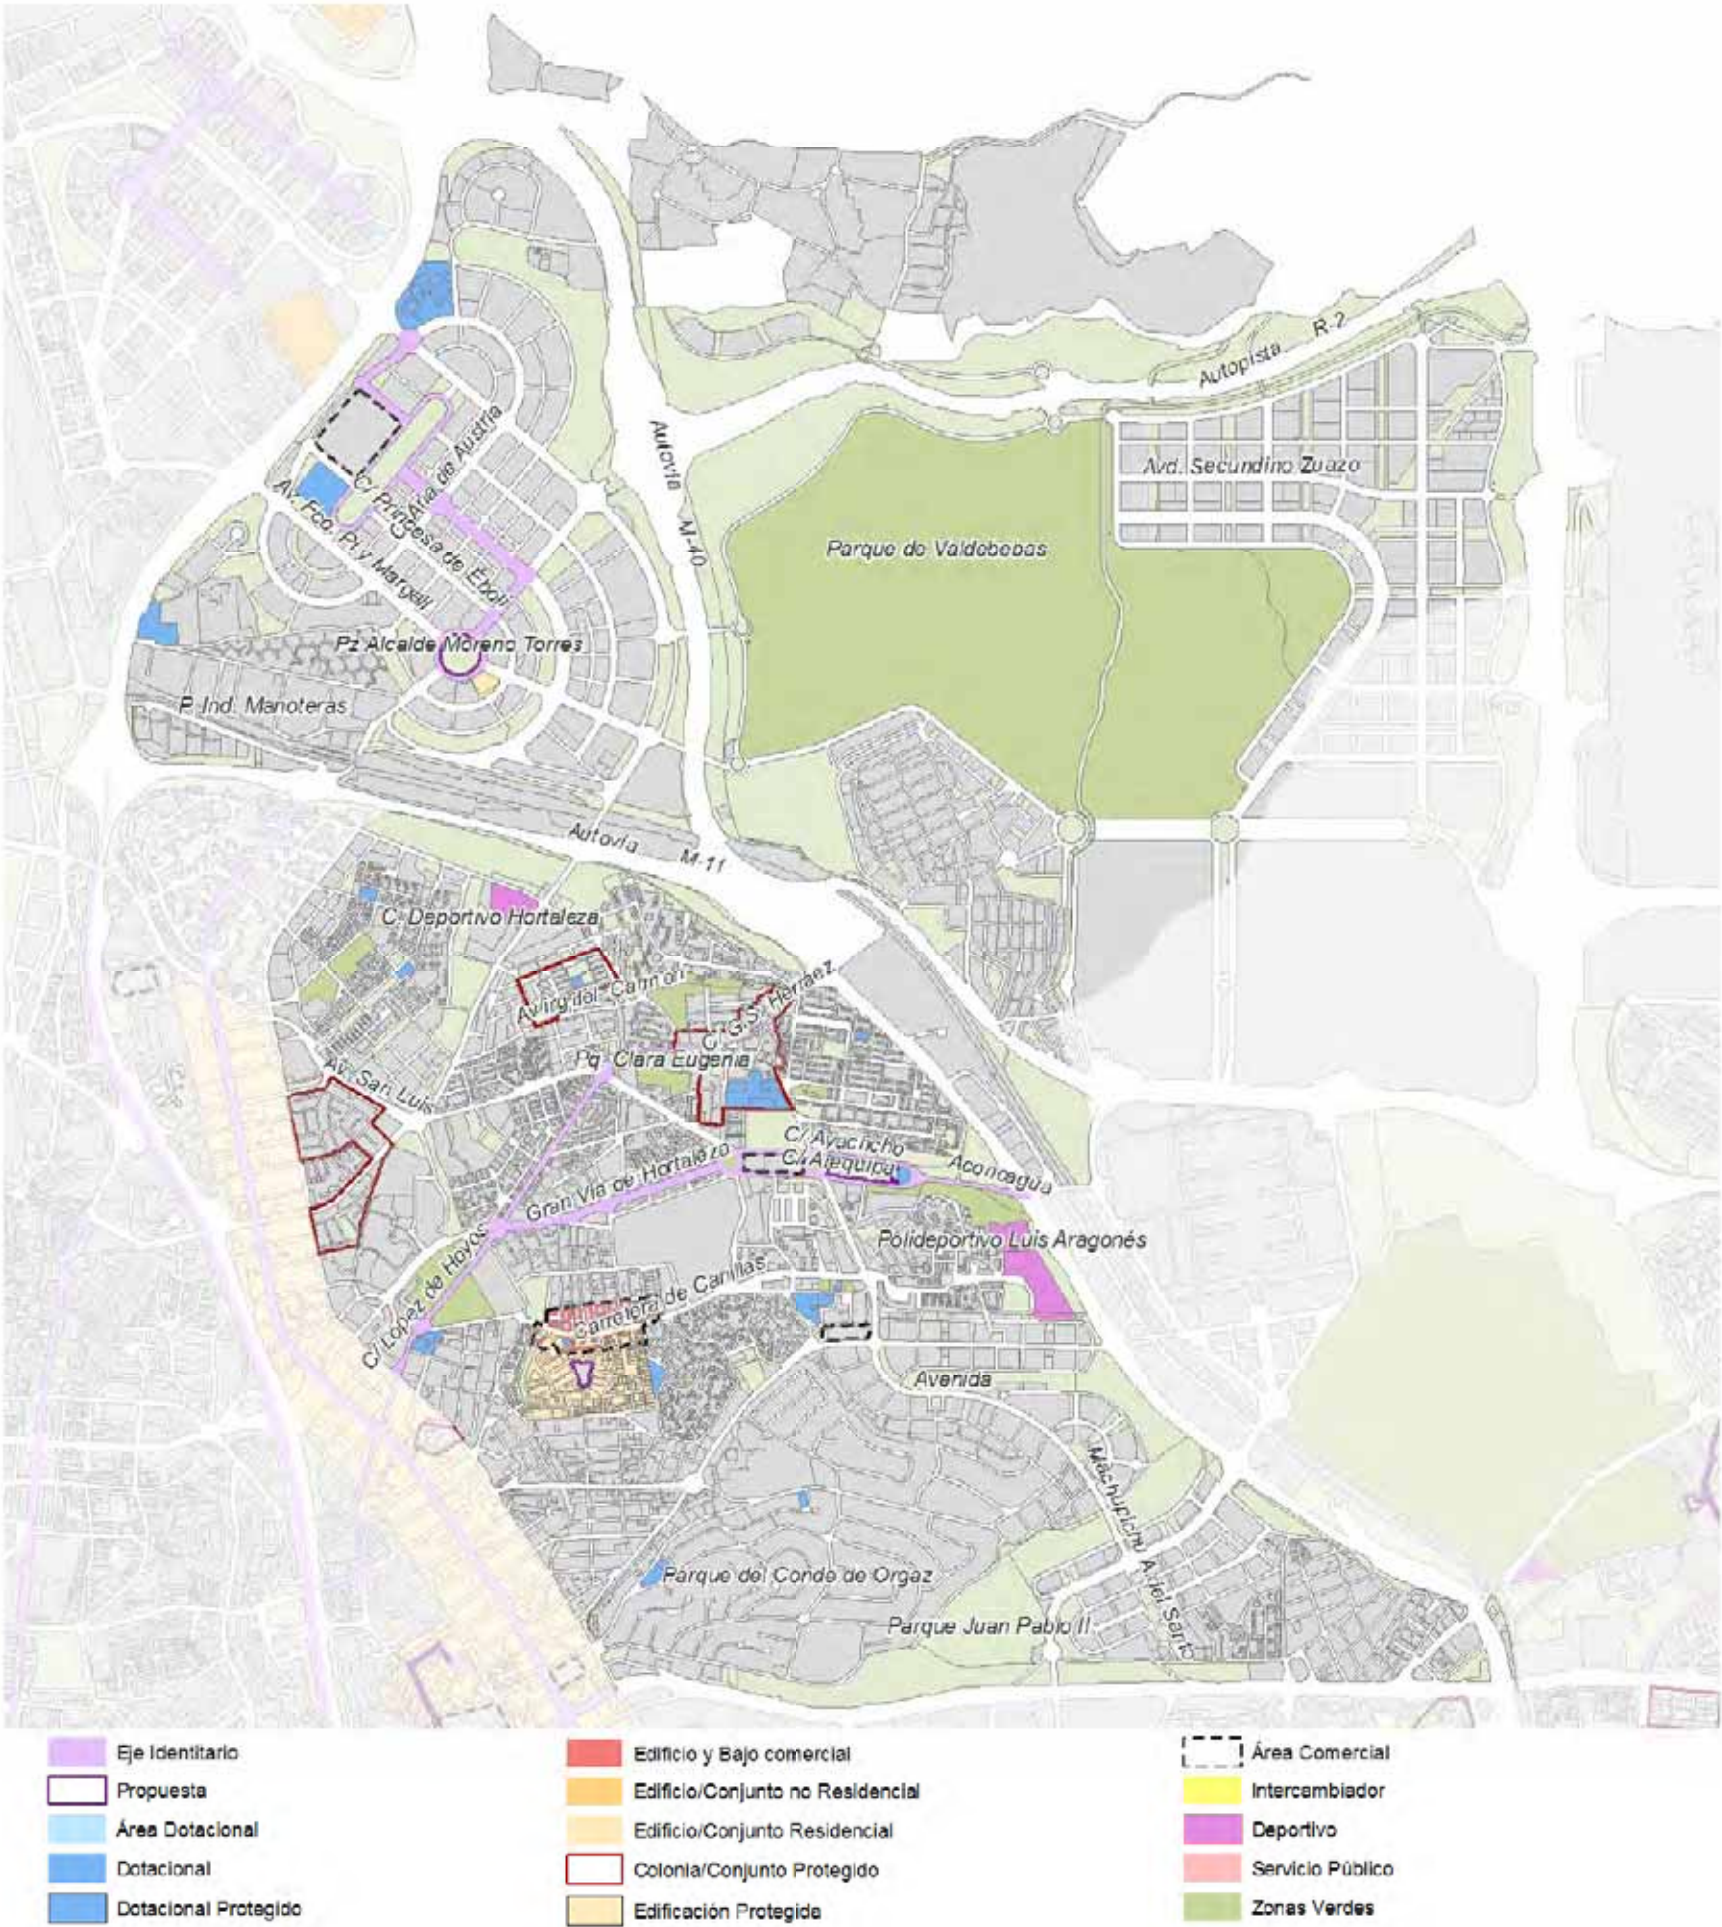 Autopista R-2
C/ Princesa de Éboli
Autovía M-40
Avd. Secundino Zuazo
Av. Fco. Pi y Margall
Parque de Valdebebas
Pz Alcalde Moreno Torres
P. Ind. Manoteras
Autovía M-11
C. Deportivo Hortaleza
Pq. Clara Eugenia
Av. San Luis
C/ Ayacucho
C/ Arequipa
Aconcagua
Gran Vía de Hortaleza
Polideportivo Luis Aragonés
Carretera de Canillas
C/ López de Hoyos
Avenida
Machupichu
Parque del Conde de Orgaz
Parque Juan Pablo II
Eje Identitario
Propuesta
Área Dotacional
Dotacional
Dotacional Protegido
Edificio y Bajo comercial
Edificio/Conjunto no Residencial
Edificio/Conjunto Residencial
Colonia/Conjunto Protegido
Edificación Protegida
Área Comercial
Intercambiador
Deportivo
Servicio Público
Zonas Verdes